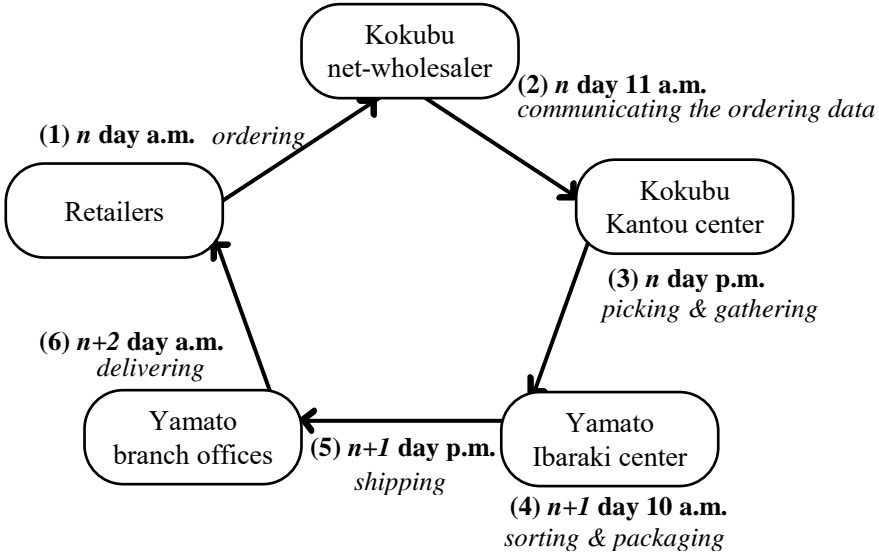 Kokubu
net-wholesaler
(2) n day 11 a.m.
communicating the ordering data
(1) n day a.m. ordering
Retailers
Kokubu
Kantou center
(3) n day p.m.
picking & gathering
(6) n+2 day a.m.
delivering
Yamato
branch offices
(5) n+1 day p.m.
shipping
Yamato
Ibaraki center
(4) n+1 day 10 a.m.
sorting & packaging